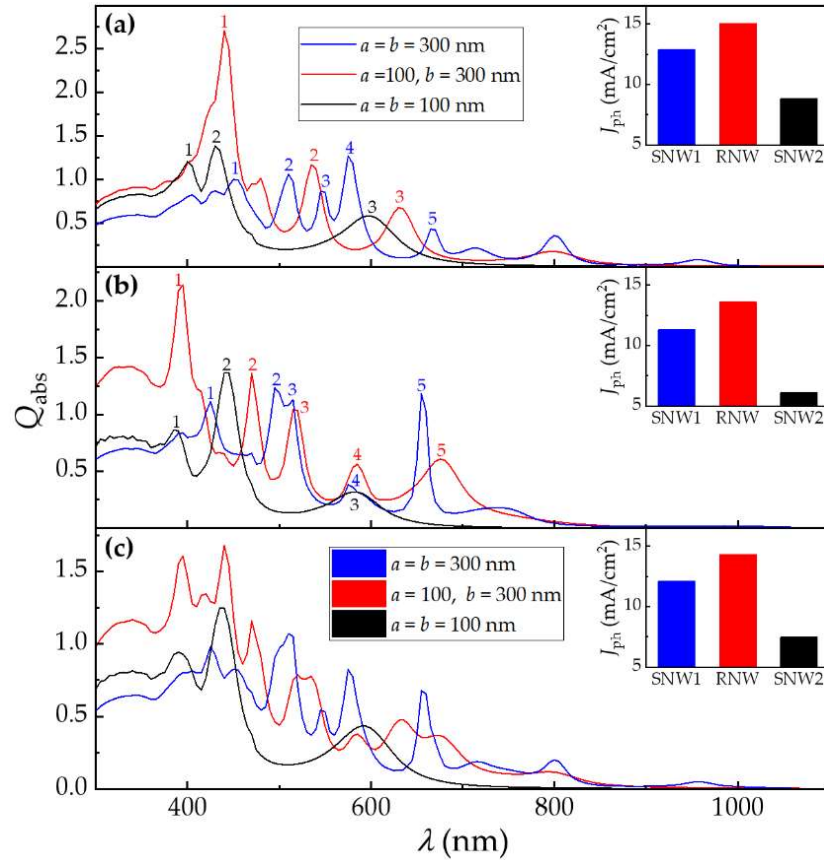 (a)
a = b = 300 nm
a =100, b = 300 nm
a = b = 100 nm
2.5
2.0
1.5
1.0
0.5
1
1
2
1
2
2
3
4
3
3
5
15
10
5
Jph (mA/cm²)
SNW1 RNW SNW2
(b)
2.0
1.5
1.0
0.5
1
1
1
2
2
2
3
3
4
4
3
5
5
15
10
5
Jph (mA/cm²)
SNW1 RNW SNW2
Qabs
(c)
a = b = 300 nm
a = 100, b = 300 nm
a = b = 100 nm
1.5
1.0
0.5
0.0
15
10
5
Jph (mA/cm²)
SNW1 RNW SNW2
400 600 800 1000
λ (nm)